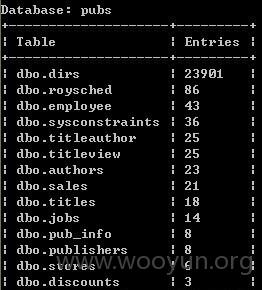 Database: pubs
Table | Entries
dbo.dirs | 23901
dbo.roysched | 86
dbo.employee | 43
dbo.sysconstraints | 36
dbo.titleauthor | 25
dbo.titleview | 25
dbo.authors | 23
dbo.sales | 21
dbo.titles | 18
dbo.jobs | 14
dbo.pub_info | 8
dbo.publishers | 8
dbo.stores | 6
dbo.discounts | 3
www.wooyun.org